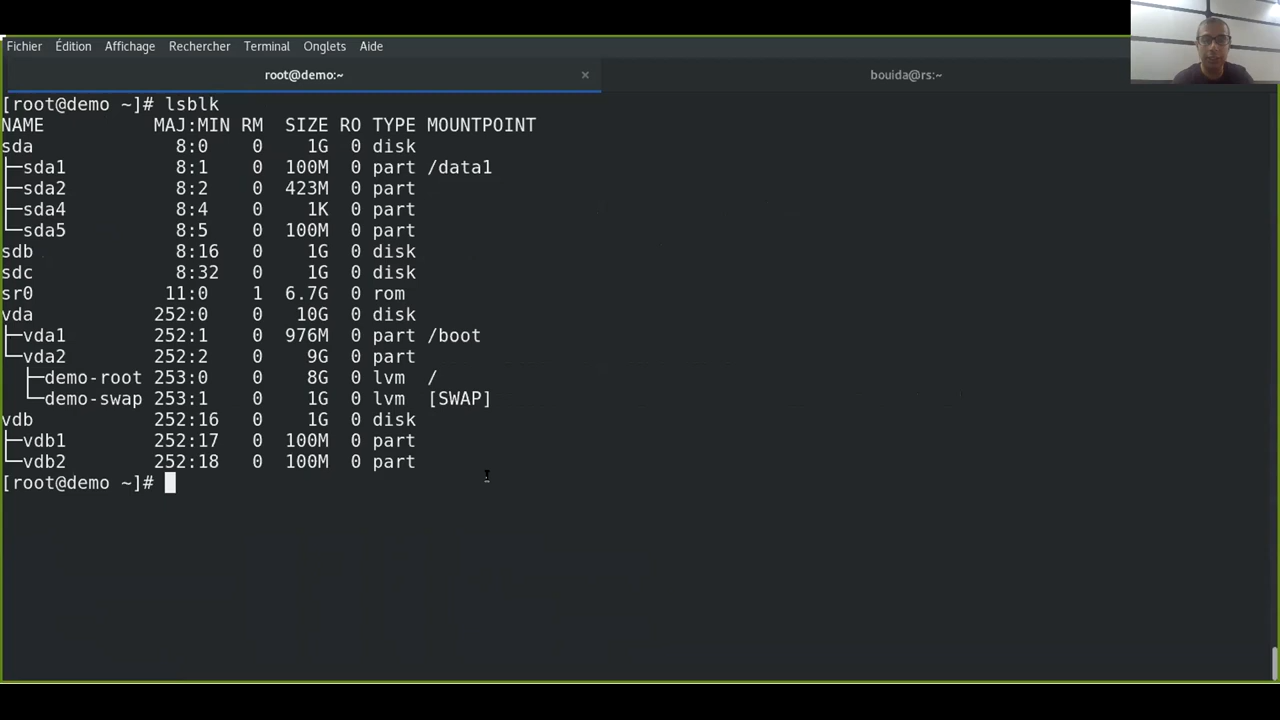 Fichier Édition Affichage Rechercher Terminal Onglets Aide
root@demo:~ × bouida@rs:~
[root@demo ~]# lsblk
NAME MAJ:MIN RM SIZE RO TYPE MOUNTPOINT
sda 8:0 0 1G 0 disk
├─sda1 8:1 0 100M 0 part /data1
├─sda2 8:2 0 423M 0 part
├─sda4 8:4 0 1K 0 part
└─sda5 8:5 0 100M 0 part
sdb 8:16 0 1G 0 disk
sdc 8:32 0 1G 0 disk
sr0 11:0 1 6.7G 0 rom
vda 252:0 0 10G 0 disk
├─vda1 252:1 0 976M 0 part /boot
└─vda2 252:2 0 9G 0 part
├─demo-root 253:0 0 8G 0 lvm /
└─demo-swap 253:1 0 1G 0 lvm [SWAP]
vdb 252:16 0 1G 0 disk
├─vdb1 252:17 0 100M 0 part
└─vdb2 252:18 0 100M 0 part
[root@demo ~]#